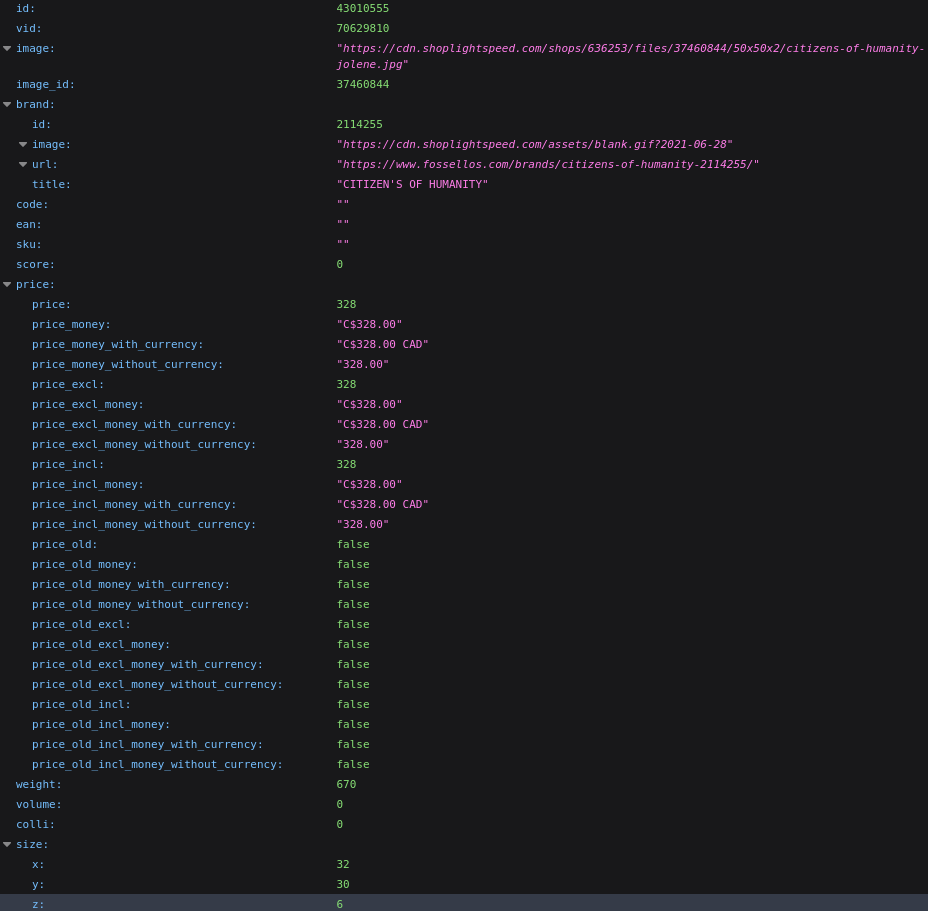 id: 43010555
vid: 70629810
image: "https://cdn.shoplightspeed.com/shops/636253/files/37460844/50x50x2/citizens-of-humanity-
jolene.jpg"
image_id: 37460844
brand:
id: 2114255
image: "https://cdn.shoplightspeed.com/assets/blank.gif?2021-06-28"
url: "https://www.fossellos.com/brands/citizens-of-humanity-2114255/"
title: "CITIZEN'S OF HUMANITY"
code: ""
ean: ""
sku: ""
score: 0
price:
price: 328
price_money: "C$328.00"
price_money_with_currency: "C$328.00 CAD"
price_money_without_currency: "328.00"
price_excl: 328
price_excl_money: "C$328.00"
price_excl_money_with_currency: "C$328.00 CAD"
price_excl_money_without_currency: "328.00"
price_incl: 328
price_incl_money: "C$328.00"
price_incl_money_with_currency: "C$328.00 CAD"
price_incl_money_without_currency: "328.00"
price_old: false
price_old_money: false
price_old_money_with_currency: false
price_old_money_without_currency: false
price_old_excl: false
price_old_excl_money: false
price_old_excl_money_with_currency: false
price_old_excl_money_without_currency: false
price_old_incl: false
price_old_incl_money: false
price_old_incl_money_with_currency: false
price_old_incl_money_without_currency: false
weight: 670
volume: 0
colli: 0
size:
x: 32
y: 30
z: 6